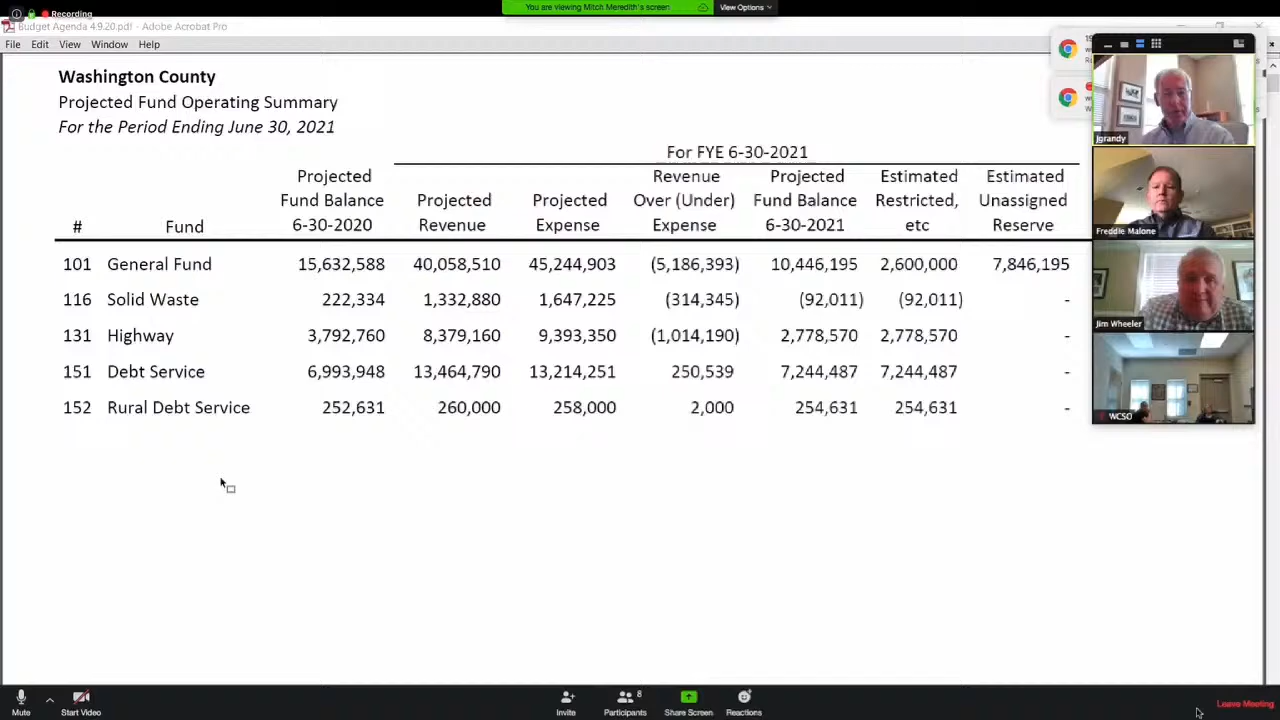 Recording
You are viewing Mitch Meredith's screen
View Options
Budget Agenda 4.9.20.pdf - Adobe Acrobat Pro
File Edit View Window Help
Washington County
Projected Fund Operating Summary
For the Period Ending June 30, 2021
For FYE 6-30-2021
Projected Revenue Projected Estimated Estimated
Fund Balance Projected Projected Over (Under) Fund Balance Restricted, Unassigned
# Fund 6-30-2020 Revenue Expense Expense 6-30-2021 etc Reserve
101 General Fund 15,632,588 40,058,510 45,244,903 (5,186,393) 10,446,195 2,600,000 7,846,195
116 Solid Waste 222,334 1,332,880 1,647,225 (314,345) (92,011) (92,011) -
131 Highway 3,792,760 8,379,160 9,393,350 (1,014,190) 2,778,570 2,778,570 -
151 Debt Service 6,993,948 13,464,790 13,214,251 250,539 7,244,487 7,244,487 -
152 Rural Debt Service 252,631 260,000 258,000 2,000 254,631 254,631 -
jgrandy
Freddie Malone
Jim Wheeler
WCSO
Mute Start Video Invite Participants 8 Share Screen Reactions Leave Meeting